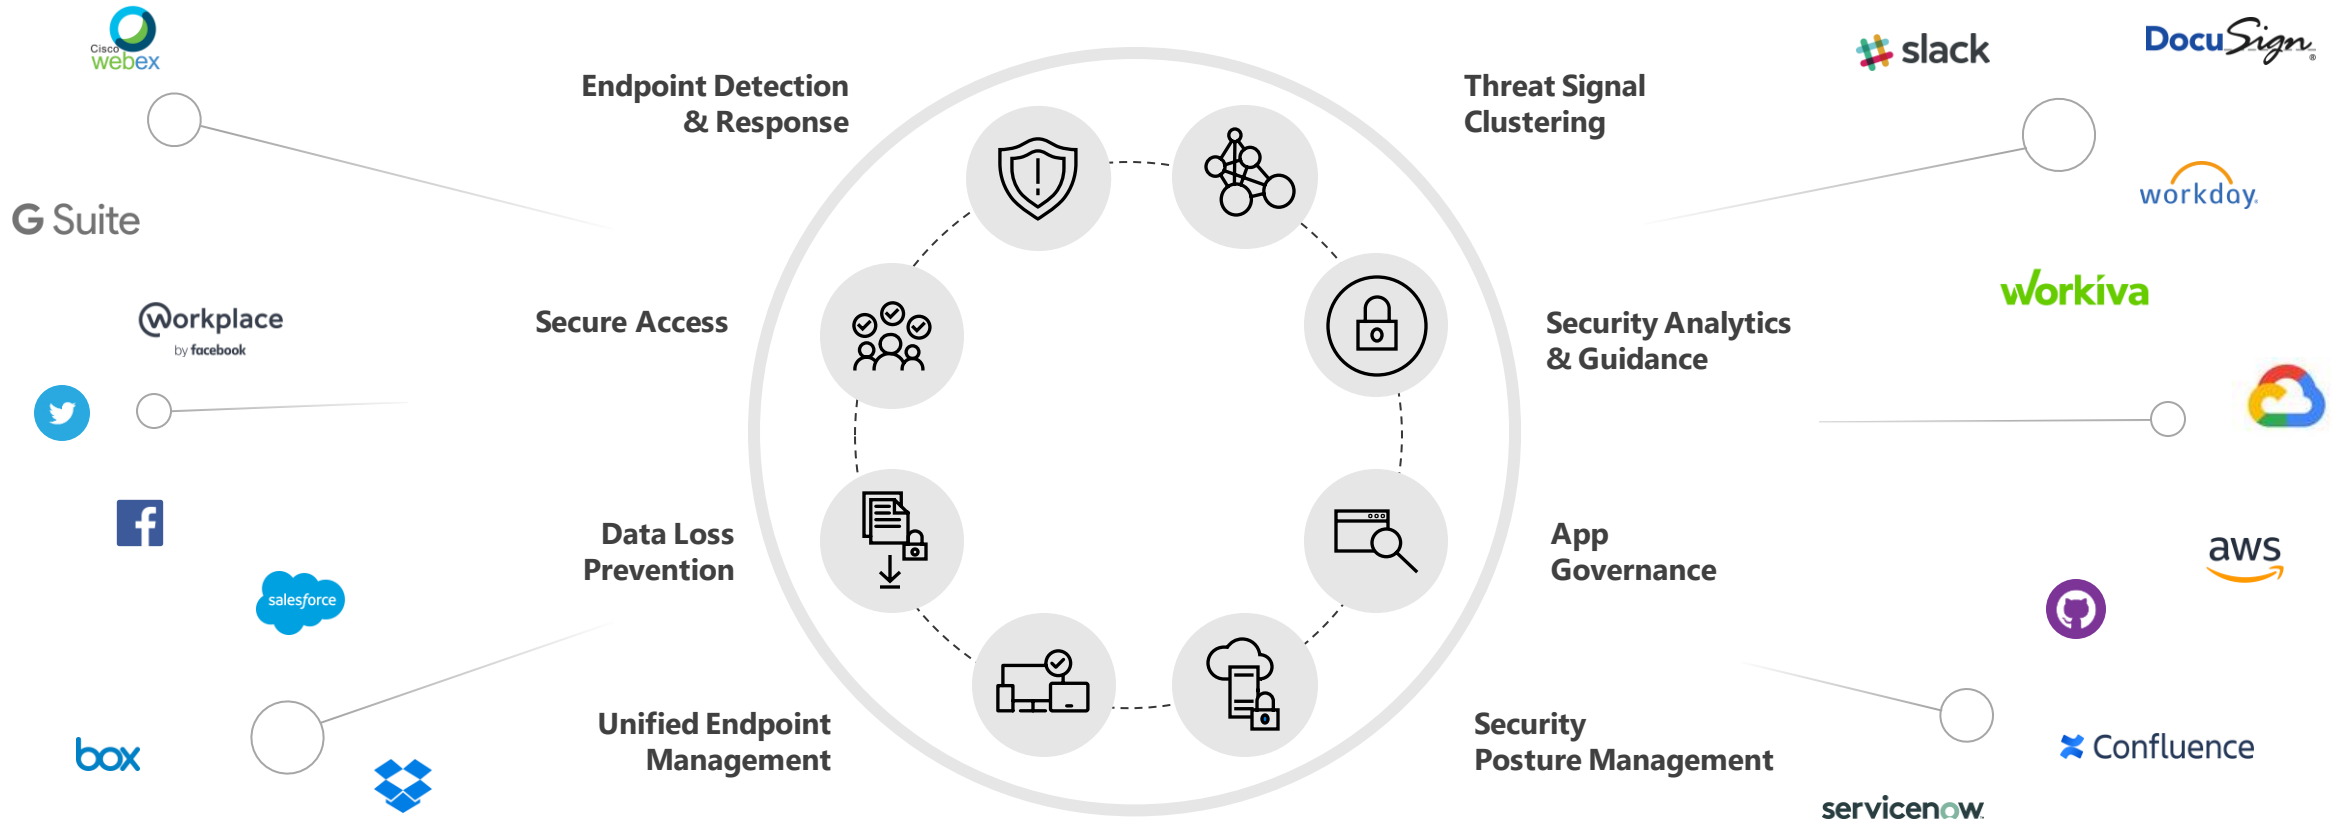 Cisco
webex
G Suite
Workplace
by facebook
f
salesforce
box
Endpoint Detection
& Response
Secure Access
Data Loss
Prevention
Unified Endpoint
Management
Threat Signal
Clustering
Security Analytics
& Guidance
App
Governance
Security
Posture Management
slack
DocuSign®
workday®
workiva
aws
Confluence
servicenow